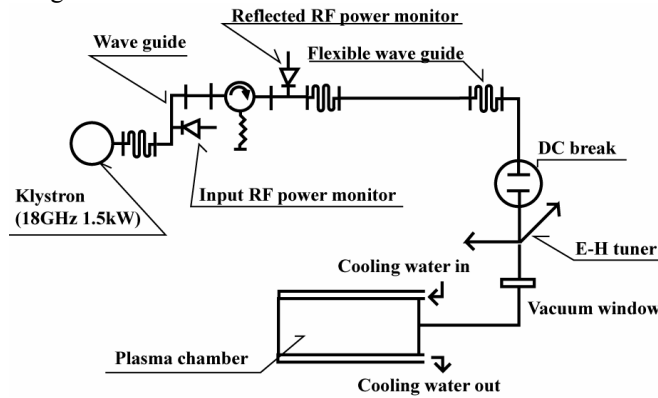 Reflected RF power monitor
Wave guide
Flexible wave guide
DC break
Klystron
(18GHz 1.5kW)
Input RF power monitor
E-H tuner
Cooling water in
Vacuum window
Plasma chamber
Cooling water out